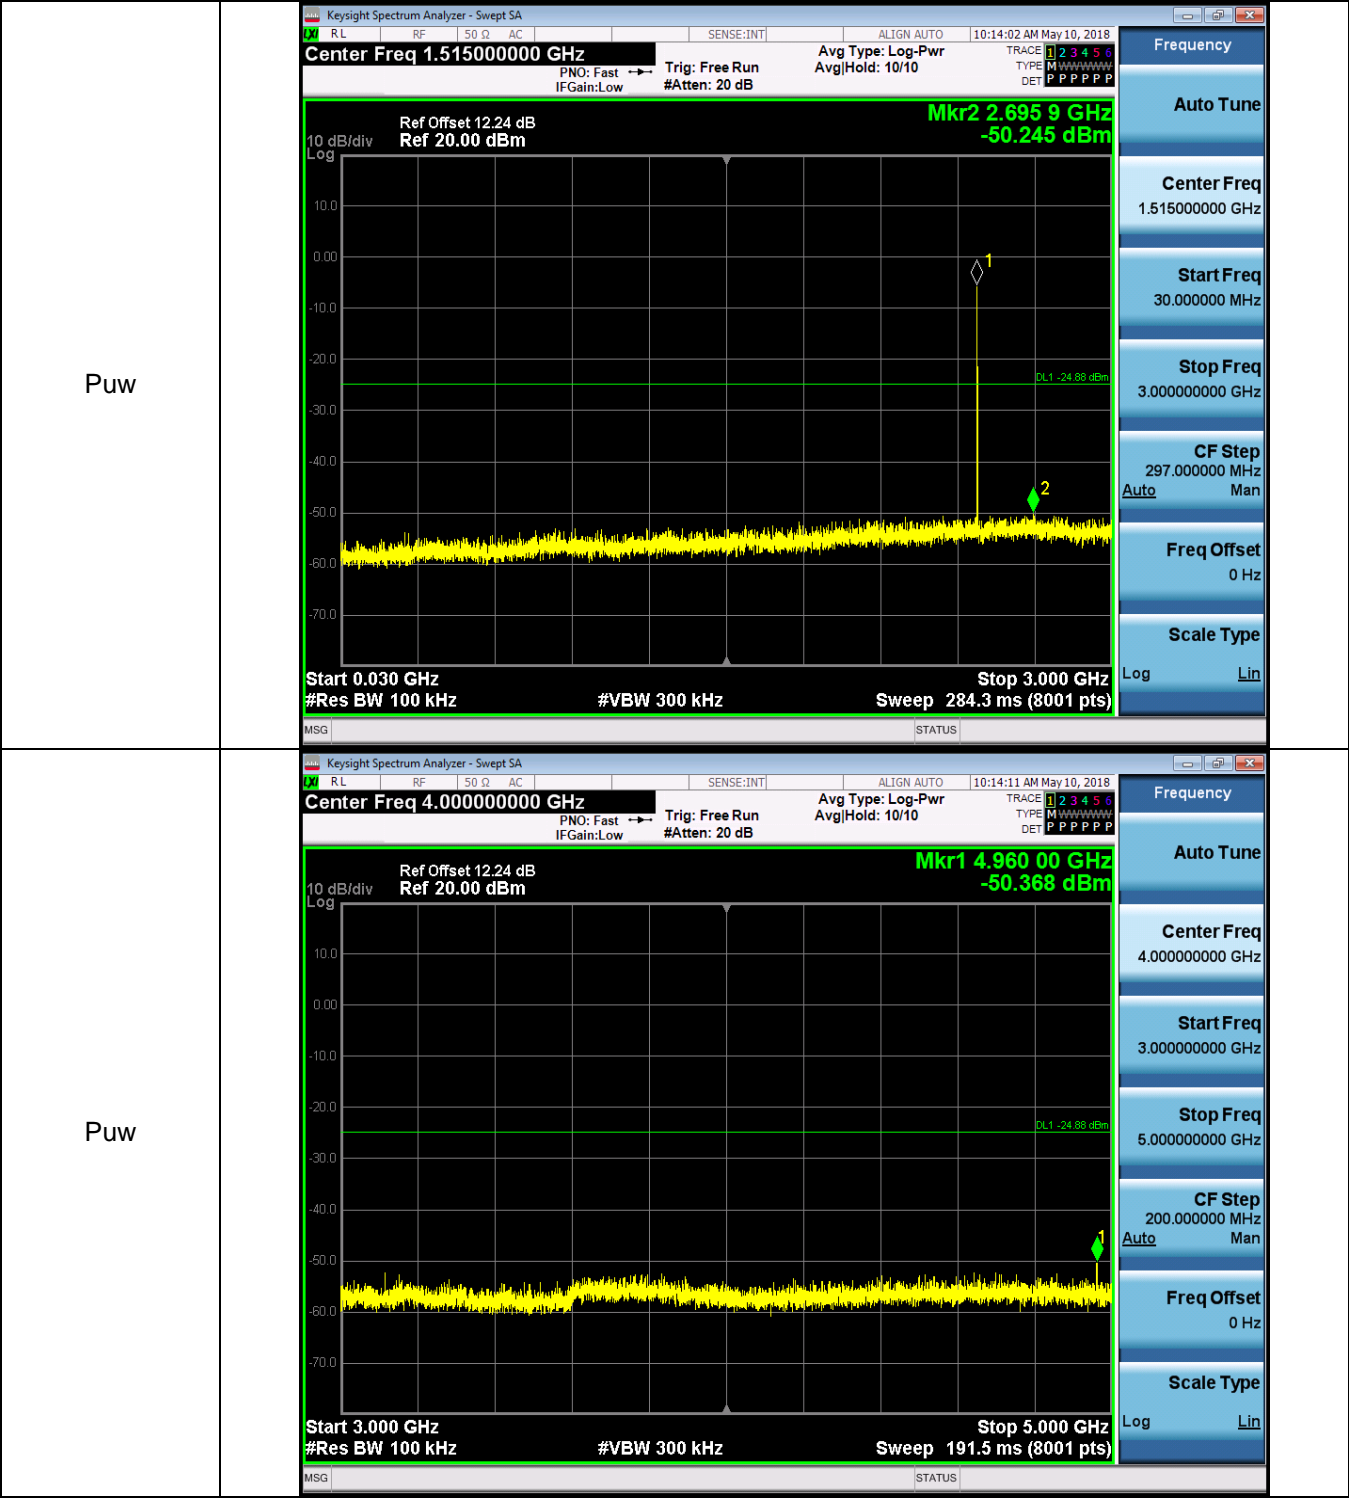 Puw
Keysight Spectrum Analyzer - Swept SA
LXI RL RF 50 Ω AC SENSE:INT ALIGN AUTO 10:14:02 AM May 10, 2018
Center Freq 1.515000000 GHz
PNO: Fast
IFGain:Low
Trig: Free Run
#Atten: 20 dB
Avg Type: Log-Pwr
Avg|Hold: 10/10
TRACE 1 2 3 4 5 6
TYPE M W W W W W
DET P P P P P P
Mkr2 2.695 9 GHz
-50.245 dBm
Ref Offset 12.24 dB
10 dB/div Ref 20.00 dBm
Log
10.0
0.00
-10.0
-20.0
-30.0
-40.0
-50.0
-60.0
-70.0
1
DL1 -24.88 dBm
2
Start 0.030 GHz Stop 3.000 GHz
#Res BW 100 kHz #VBW 300 kHz Sweep 284.3 ms (8001 pts)
MSG STATUS
Frequency
Auto Tune
Center Freq
1.515000000 GHz
Start Freq
30.000000 MHz
Stop Freq
3.000000000 GHz
CF Step
297.000000 MHz
Auto Man
Freq Offset
0 Hz
Scale Type
Log Lin
Puw
Keysight Spectrum Analyzer - Swept SA
LXI RL RF 50 Ω AC SENSE:INT ALIGN AUTO 10:14:11 AM May 10, 2018
Center Freq 4.000000000 GHz
PNO: Fast
IFGain:Low
Trig: Free Run
#Atten: 20 dB
Avg Type: Log-Pwr
Avg|Hold: 10/10
TRACE 1 2 3 4 5 6
TYPE M W W W W W
DET P P P P P P
Mkr1 4.960 00 GHz
-50.368 dBm
Ref Offset 12.24 dB
10 dB/div Ref 20.00 dBm
Log
10.0
0.00
-10.0
-20.0
-30.0
-40.0
-50.0
-60.0
-70.0
DL1 -24.88 dBm
1
Start 3.000 GHz Stop 5.000 GHz
#Res BW 100 kHz #VBW 300 kHz Sweep 191.5 ms (8001 pts)
MSG STATUS
Frequency
Auto Tune
Center Freq
4.000000000 GHz
Start Freq
3.000000000 GHz
Stop Freq
5.000000000 GHz
CF Step
200.000000 MHz
Auto Man
Freq Offset
0 Hz
Scale Type
Log Lin